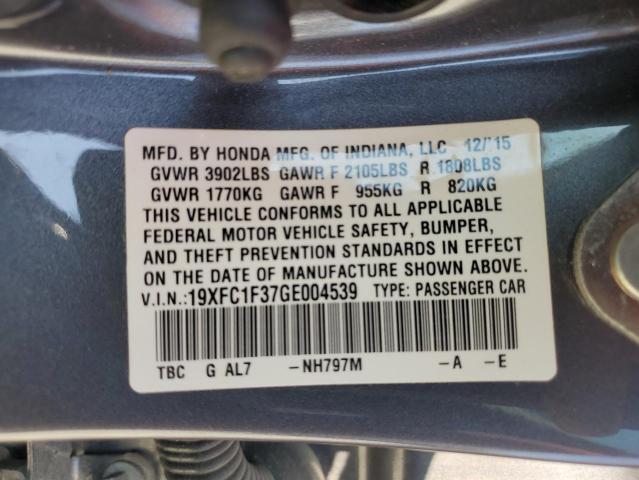 MFD. BY HONDA MFG. OF INDIANA, LLC 12/'15
GVWR 3902LBS GAWR F 2105LBS R 1808LBS
GVWR 1770KG GAWR F 955KG R 820KG
THIS VEHICLE CONFORMS TO ALL APPLICABLE
FEDERAL MOTOR VEHICLE SAFETY, BUMPER,
AND THEFT PREVENTION STANDARDS IN EFFECT
ON THE DATE OF MANUFACTURE SHOWN ABOVE.
V.I.N.:19XFC1F37GE004539 TYPE: PASSENGER CAR
TBC G AL7 -NH797M -A -E